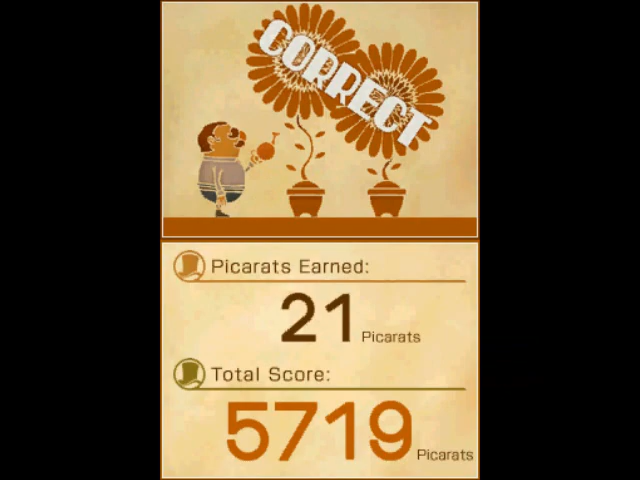 CORRECT
Picarats Earned:
21 Picarats
Total Score:
5719 Picarats